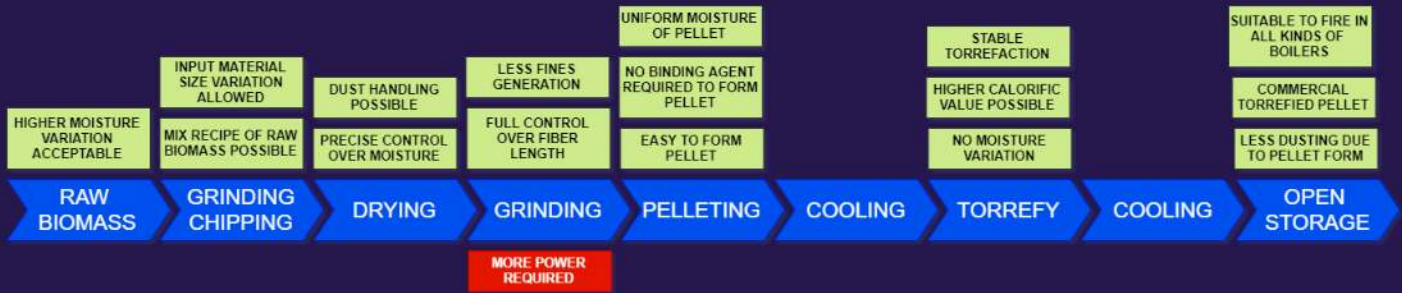 HIGHER MOISTURE
VARIATION
ACCEPTABLE
RAW
BIOMASS
INPUT MATERIAL
SIZE VARIATION
ALLOWED
MIX RECIPE OF RAW
BIOMASS POSSIBLE
GRINDING
CHIPPING
DUST HANDLING
POSSIBLE
PRECISE CONTROL
OVER MOISTURE
DRYING
LESS FINES
GENERATION
FULL CONTROL
OVER FIBER
LENGTH
GRINDING
MORE POWER
REQUIRED
UNIFORM MOISTURE
OF PELLET
NO BINDING AGENT
REQUIRED TO FORM
PELLET
EASY TO FORM
PELLET
PELLETING
COOLING
STABLE
TORREFACTION
HIGHER CALORIFIC
VALUE POSSIBLE
NO MOISTURE
VARIATION
TORREFY
COOLING
SUITABLE TO FIRE IN
ALL KINDS OF
BOILERS
COMMERCIAL
TORREFIED PELLET
LESS DUSTING DUE
TO PELLET FORM
OPEN
STORAGE